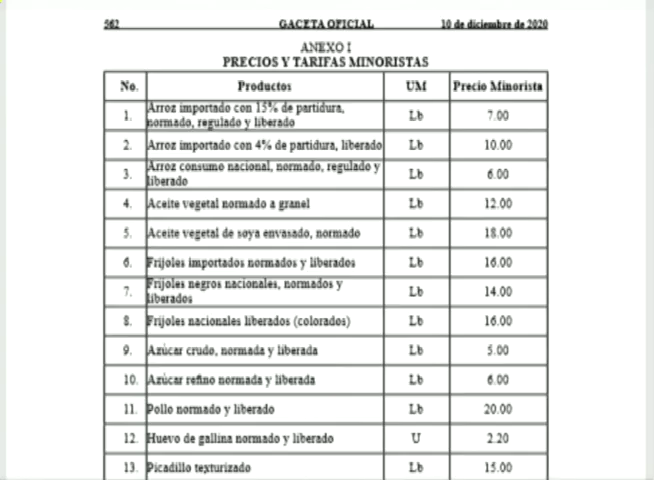 562 GACETA OFICIAL 10 de diciembre de 2020
ANEXO I
PRECIOS Y TARIFAS MINORISTAS
No. Productos UM Precio Minorista
1. Arroz importado con 15% de partidura, normado, regulado y liberado Lb 7.00
2. Arroz importado con 4% de partidura, liberado Lb 10.00
3. Arroz consumo nacional, normado, regulado y liberado Lb 6.00
4. Aceite vegetal normado a granel Lb 12.00
5. Aceite vegetal de soya envasado, normado Lb 18.00
6. Frijoles importados normados y liberados Lb 16.00
7. Frijoles negros nacionales, normados y liberados Lb 14.00
8. Frijoles nacionales liberados (colorados) Lb 16.00
9. Azúcar crudo, normada y liberada Lb 5.00
10. Azúcar refino normada y liberada Lb 6.00
11. Pollo normado y liberado Lb 20.00
12. Huevo de gallina normado y liberado U 2.20
13. Picadillo texturizado Lb 15.00